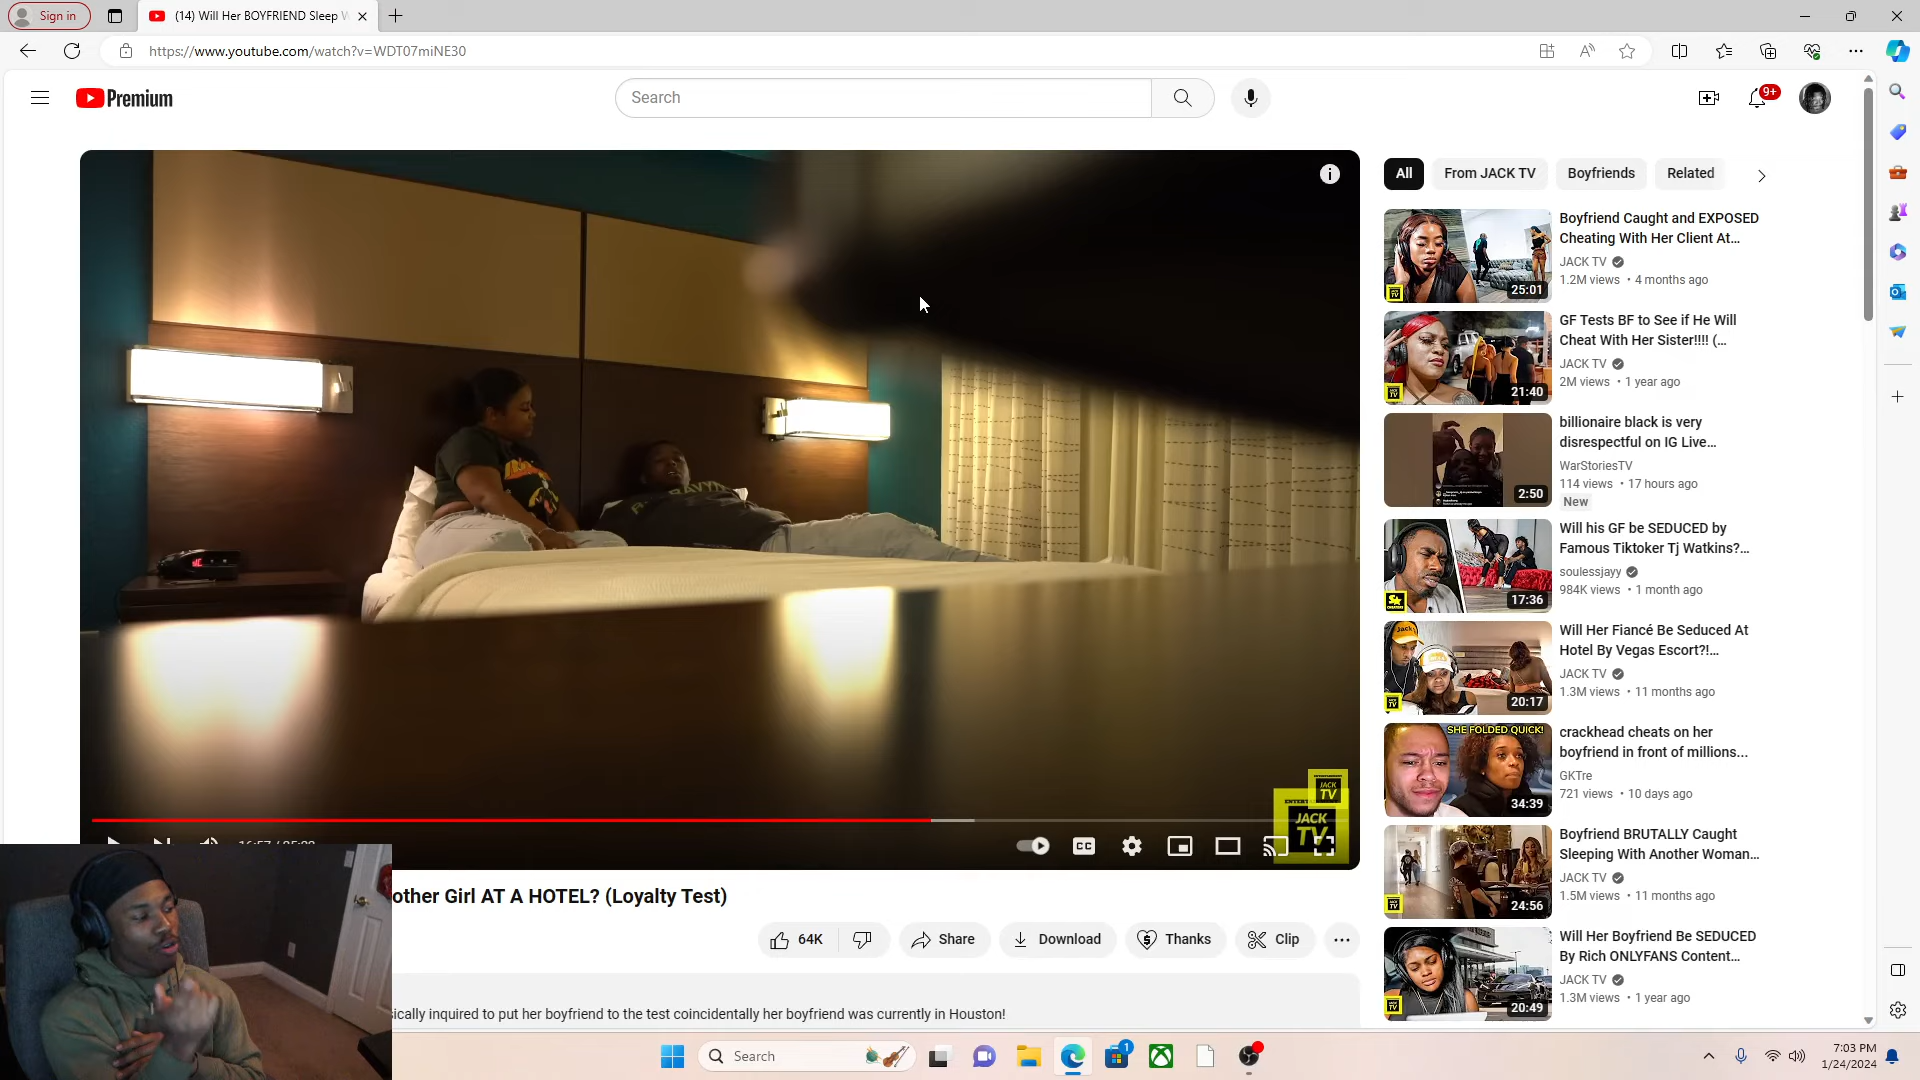 Sign in
(14) Will Her BOYFRIEND Sleep W
https://www.youtube.com/watch?v=WDT07miNE30
Premium
Search
9+
All
From JACK TV
Boyfriends
Related
Boyfriend Caught and EXPOSED
Cheating With Her Client At...
JACK TV
1.2M views • 4 months ago
25:01
GF Tests BF to See if He Will
Cheat With Her Sister!!!! (...
JACK TV
2M views • 1 year ago
21:40
billionaire black is very
disrespectful on IG Live...
WarStoriesTV
114 views • 17 hours ago
New
2:50
Will his GF be SEDUCED by
Famous Tiktoker Tj Watkins?...
soulessjayy
984K views • 1 month ago
17:36
Will Her Fiancé Be Seduced At
Hotel By Vegas Escort?!...
JACK TV
1.3M views • 11 months ago
20:17
SHE FOLDED QUICK!
crackhead cheats on her
boyfriend in front of millions...
GKTre
721 views • 10 days ago
34:39
Boyfriend BRUTALLY Caught
Sleeping With Another Woman...
JACK TV
1.5M views • 11 months ago
24:56
Will Her Boyfriend Be SEDUCED
By Rich ONLYFANS Content...
JACK TV
1.3M views • 1 year ago
20:49
JACK
TV
JACK
TV
CC
other Girl AT A HOTEL? (Loyalty Test)
64K
Share
Download
Thanks
Clip
sically inquired to put her boyfriend to the test coincidentally her boyfriend was currently in Houston!
Search
1
7:03 PM
1/24/2024